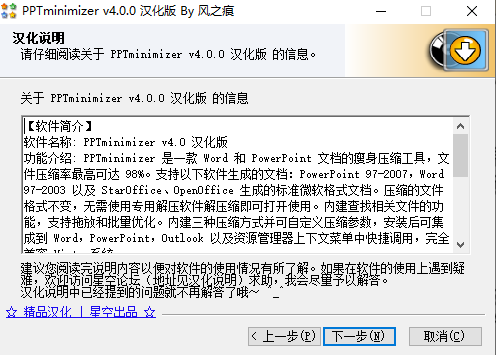 PPTminimizer v4.0.0 汉化版 By 风之痕
汉化说明
请仔细阅读关于 PPTminimizer v4.0.0 汉化版 的信息。
关于 PPTminimizer v4.0.0 汉化版 的信息
【软件简介】
软件名称: PPTminimizer v4.0 汉化版
功能介绍: PPTminimizer 是一款 Word 和 PowerPoint 文档的瘦身压缩工具，文
件压缩率最高可达 98%。支持以下软件生成的文档：PowerPoint 97-2007，Word
97-2003 以及 StarOffice、OpenOffice 生成的标准微软格式文档。压缩的文件
格式不变，无需使用专用解压软件解压缩即可打开使用。内建查找相关文件的功
能，支持拖放和批量优化。内建三种压缩方式并可自定义压缩参数，安装后可集
成到 Word，PowerPoint，Outlook 以及资源管理器上下文菜单中快捷调用，完全
建议您阅读完说明内容以便对软件的使用情况有所了解。如果在软件的使用上遇到疑
难，欢迎访问星空论坛（地址见汉化说明）求助，我会尽量予以解答。
汉化说明中已经提到的问题就不再解答了哦～ _
☆ 精品汉化 | 星空出品 ☆
< 上一步(P)
下一步(N) >
取消(C)